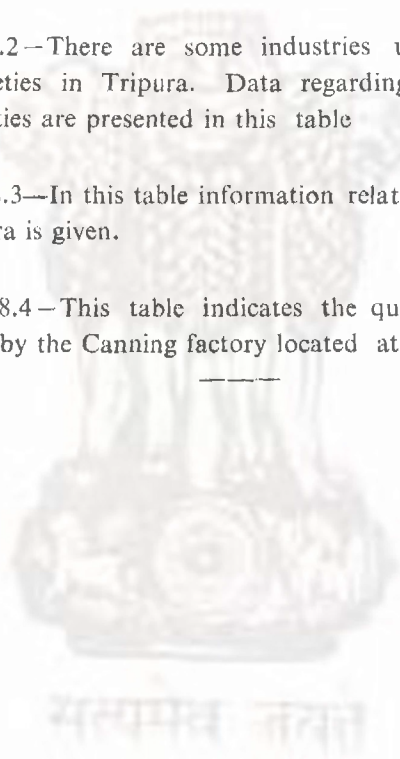 .2—There are some industries u
eties in Tripura. Data regarding
ties are presented in this table
.3—In this table information relat
ra is given.
8.4—This table indicates the qu
by the Canning factory located at
सत्यमेव जयते